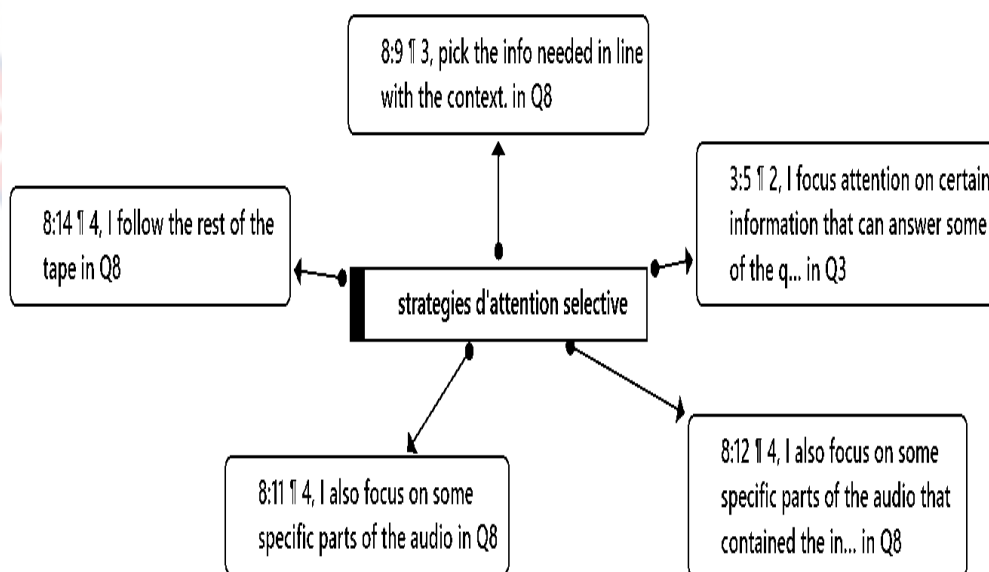 8:9 ¶ 3, pick the info needed in line
with the context. in Q8
3:5 ¶ 2, I focus attention on certain
information that can answer some
of the q... in Q3
8:14 ¶ 4, I follow the rest of the
tape in Q8
strategies d'attention selective
8:11 ¶ 4, I also focus on some
specific parts of the audio in Q8
8:12 ¶ 4, I also focus on some
specific parts of the audio that
contained the in... in Q8